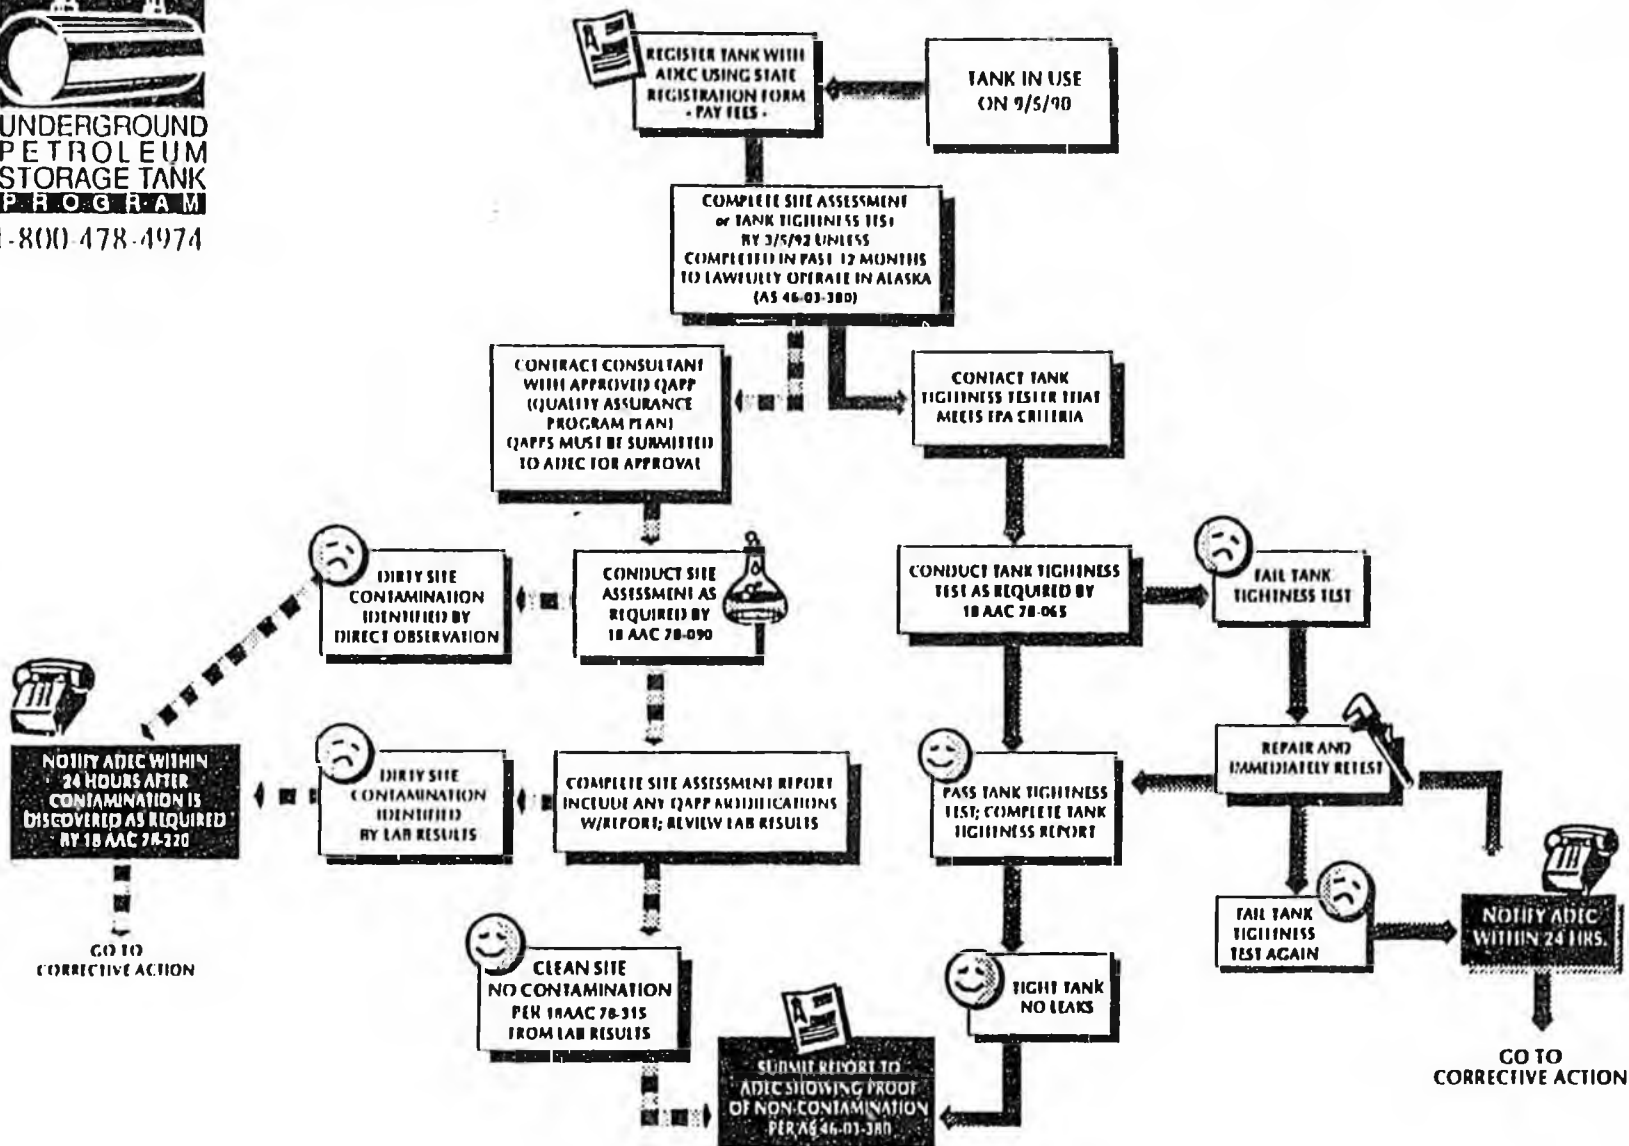 UNDERGROUND
PETROLEUM
STORAGE TANK
PROGRAM
1-800-478-4974
REGISTER TANK WITH
ADEC USING STATE
REGISTRATION FORM
- PAY FEES -
TANK IN USE
ON 9/5/90
COMPLETE SITE ASSESSMENT
or TANK TIGHTNESS TEST
BY 3/5/92 UNLESS
COMPLETED IN PAST 12 MONTHS
TO LAWFULLY OPERATE IN ALASKA
(AS 46-03-380)
CONTRACT CONSULTANT
WITH APPROVED QAPP
(QUALITY ASSURANCE
PROGRAM PLAN)
QAPPS MUST BE SUBMITTED
TO ADEC FOR APPROVAL
CONTACT TANK
TIGHTNESS TESTER THAT
MEETS EPA CRITERIA
DIRTY SITE
CONTAMINATION
IDENTIFIED BY
DIRECT OBSERVATION
CONDUCT SITE
ASSESSMENT AS
REQUIRED BY
18 AAC 78-090
CONDUCT TANK TIGHTNESS
TEST AS REQUIRED BY
18 AAC 78-065
FAIL TANK
TIGHTNESS TEST
NOTIFY ADEC WITHIN
24 HOURS AFTER
CONTAMINATION IS
DISCOVERED AS REQUIRED
BY 18 AAC 78-220
DIRTY SITE
CONTAMINATION
IDENTIFIED
BY LAB RESULTS
COMPLETE SITE ASSESSMENT REPORT
INCLUDE ANY QAPP MODIFICATIONS
W/REPORT; REVIEW LAB RESULTS
PASS TANK TIGHTNESS
TEST; COMPLETE TANK
TIGHTNESS REPORT
REPAIR AND
IMMEDIATELY RETEST
GO TO
CORRECTIVE ACTION
CLEAN SITE
NO CONTAMINATION
PER 18AAC 78-315
FROM LAB RESULTS
TIGHT TANK
NO LEAKS
FAIL TANK
TIGHTNESS
TEST AGAIN
NOTIFY ADEC
WITHIN 24 HRS.
SUBMIT REPORT TO
ADEC SHOWING PROOF
OF NON-CONTAMINATION
PER AS 46-03-380
GO TO
CORRECTIVE ACTION